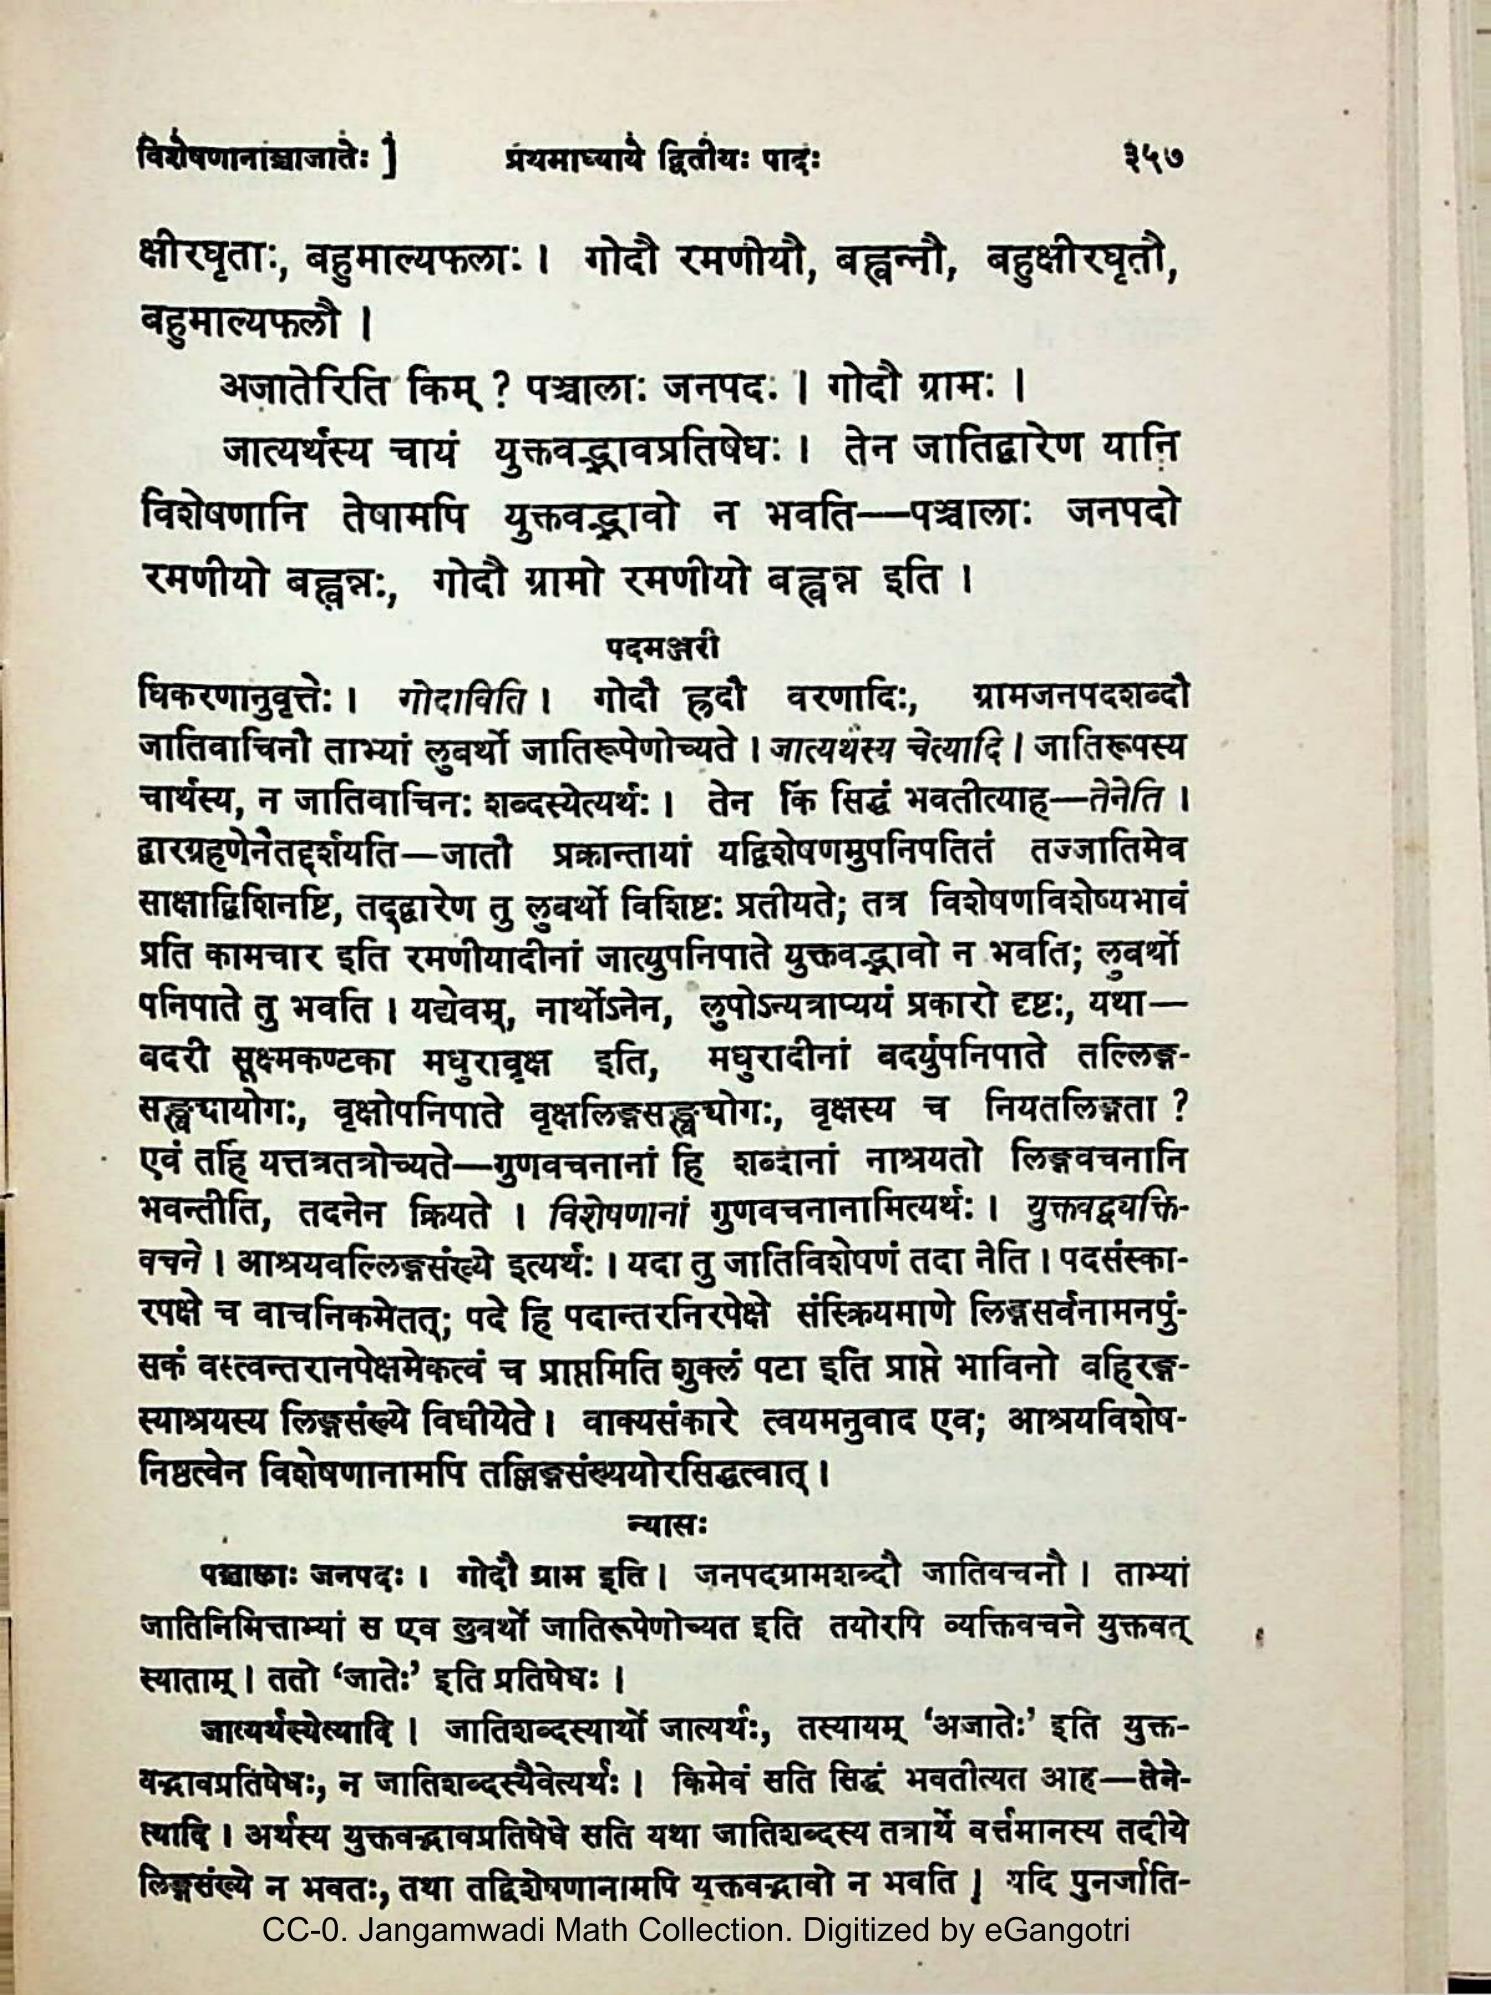 विशेषणानाञ्चाजातेः ] प्रथमाध्याये द्वितीयः पादः ३५७
क्षीरघृताः, बहुमाल्यफलाः । गोदौ रमणीयौ, बह्वन्नौ, बहुक्षीरघृतौ,
बहुमाल्यफलौ ।
अजातेरिति किम् ? पञ्चालाः जनपदः । गोदौ ग्रामः ।
जात्यर्थस्य चायं युक्तवद्भावप्रतिषेधः । तेन जातिद्वारेण यानि
विशेषणानि तेषामपि युक्तवद्भावो न भवति—पञ्चालाः जनपदो
रमणीयो बह्वन्नः, गोदौ ग्रामो रमणीयो बह्वन्न इति ।
पदमञ्जरी
धिकरणानुवृत्तेः । गोदाविति । गोदौ ह्रदौ वरणादिः, ग्रामजनपदशब्दौ
जातिवाचिनौ ताभ्यां लुबर्थो जातिरूपेणोच्यते । जात्यर्थस्य चेत्यादि । जातिरूपस्य
चार्थस्य, न जातिवाचिनः शब्दस्येत्यर्थः । तेन किं सिद्धं भवतीत्याह—तेनेति ।
द्वारग्रहणेनैतद्दर्शयति—जातौ प्रक्रान्तायां यद्विशेषणमुपनिपतितं तज्जातिमेव
साक्षाद्विशिनष्टि, तद्द्वारेण तु लुबर्थो विशिष्टः प्रतीयते; तत्र विशेषणविशेष्यभावं
प्रति कामचार इति रमणीयादीनां जात्युपनिपाते युक्तवद्भावो न भवति; लुबर्थो
पनिपाते तु भवति । यद्येवम्, नार्थोऽनेन, लुपोऽन्यत्राप्ययं प्रकारो दृष्टः, यथा—
बदरी सूक्ष्मकण्टका मधुरावृक्ष इति, मधुरादीनां बदर्युपनिपाते तल्लिङ्ग-
सङ्ख्यायोगः, वृक्षोपनिपाते वृक्षलिङ्गसङ्ख्योगः, वृक्षस्य च नियतलिङ्गता ?
एवं तर्हि यत्तत्रतत्रोच्यते—गुणवचनानां हि शब्दानां नाश्रयतो लिङ्गवचनानि
भवन्तीति, तदनेन क्रियते । विशेषणानां गुणवचनानामित्यर्थः । युक्तवद्वयक्ति-
वचने । आश्रयवल्लिङ्गसंख्ये इत्यर्थः । यदा तु जातिविशेषणं तदा नेति । पदसंस्का-
रपक्षे च वाचनिकमेतत्; पदे हि पदान्तरनिरपेक्षे संस्क्रियमाणे लिङ्गसर्वनामनपुं-
सकं वस्त्वन्तरानपेक्षमेकत्वं च प्राप्तमिति शुक्लं पटा इति प्राप्ते भाविनो बहिरङ्ग-
स्याश्रयस्य लिङ्गसंख्ये विधीयेते । वाक्यसंकारे त्वयमनुवाद एव; आश्रयविशेष-
निष्ठत्वेन विशेषणानामपि तल्लिङ्गसंख्ययोरसिद्धत्वात् ।
न्यासः
पञ्चालाः जनपदः । गोदौ ग्राम इति । जनपदग्रामशब्दौ जातिवचनौ । ताभ्यां
जातिनिमित्ताभ्यां स एव लुबर्थो जातिरूपेणोच्यत इति तयोरपि व्यक्तिवचने युक्तवत्
स्याताम् । ततो ‘जातेः’ इति प्रतिषेधः ।
जात्यर्थस्येत्यादि । जातिशब्दस्यार्थो जात्यर्थः, तस्यायम् ‘अजातेः’ इति युक्त-
वद्भावप्रतिषेधः, न जातिशब्दस्यैवेत्यर्थः । किमेवं सति सिद्धं भवतीत्यत आह—तेने-
त्यादि । अर्थस्य युक्तवद्भावप्रतिषेधे सति यथा जातिशब्दस्य तत्रार्थे वर्त्तमानस्य तदीये
लिङ्गसंख्ये न भवतः, तथा तद्विशेषणानामपि युक्तवद्भावो न भवति । यदि पुनर्जाति-
CC-0. Jangamwadi Math Collection. Digitized by eGangotri